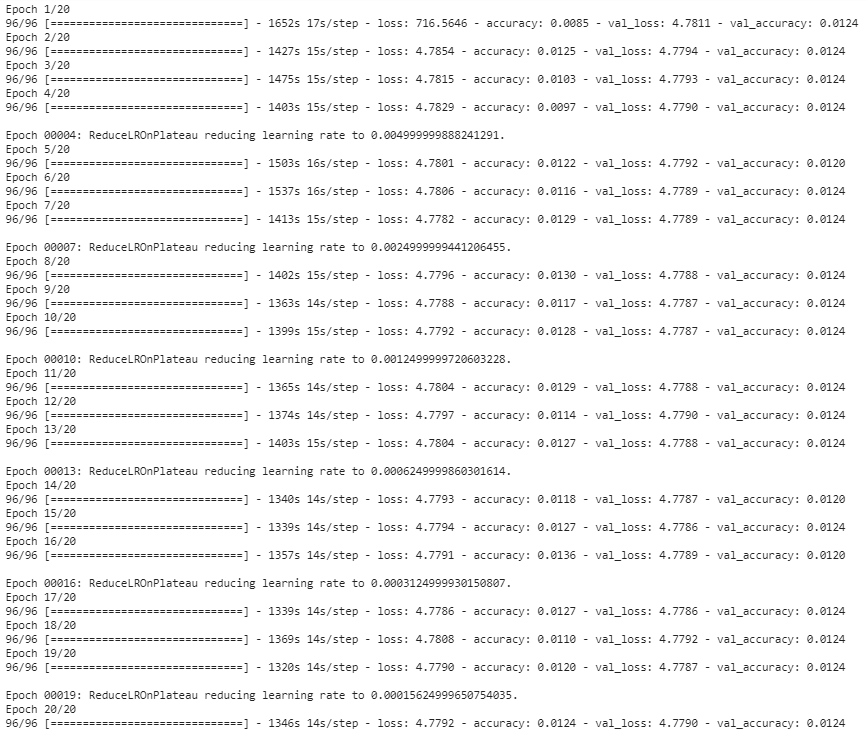 Epoch 1/20
96/96 [==============================] - 1652s 17s/step - loss: 716.5646 - accuracy: 0.0085 - val_loss: 4.7811 - val_accuracy: 0.0124
Epoch 2/20
96/96 [==============================] - 1427s 15s/step - loss: 4.7854 - accuracy: 0.0125 - val_loss: 4.7794 - val_accuracy: 0.0124
Epoch 3/20
96/96 [==============================] - 1475s 15s/step - loss: 4.7815 - accuracy: 0.0103 - val_loss: 4.7793 - val_accuracy: 0.0124
Epoch 4/20
96/96 [==============================] - 1403s 15s/step - loss: 4.7829 - accuracy: 0.0097 - val_loss: 4.7790 - val_accuracy: 0.0124

Epoch 00004: ReduceLROnPlateau reducing learning rate to 0.004999999888241291.
Epoch 5/20
96/96 [==============================] - 1503s 16s/step - loss: 4.7801 - accuracy: 0.0122 - val_loss: 4.7792 - val_accuracy: 0.0120
Epoch 6/20
96/96 [==============================] - 1537s 16s/step - loss: 4.7806 - accuracy: 0.0116 - val_loss: 4.7789 - val_accuracy: 0.0124
Epoch 7/20
96/96 [==============================] - 1413s 15s/step - loss: 4.7782 - accuracy: 0.0129 - val_loss: 4.7789 - val_accuracy: 0.0124

Epoch 00007: ReduceLROnPlateau reducing learning rate to 0.0024999999441206455.
Epoch 8/20
96/96 [==============================] - 1402s 15s/step - loss: 4.7796 - accuracy: 0.0130 - val_loss: 4.7788 - val_accuracy: 0.0124
Epoch 9/20
96/96 [==============================] - 1363s 14s/step - loss: 4.7788 - accuracy: 0.0117 - val_loss: 4.7787 - val_accuracy: 0.0124
Epoch 10/20
96/96 [==============================] - 1399s 15s/step - loss: 4.7792 - accuracy: 0.0128 - val_loss: 4.7787 - val_accuracy: 0.0124

Epoch 00010: ReduceLROnPlateau reducing learning rate to 0.0012499999720603228.
Epoch 11/20
96/96 [==============================] - 1365s 14s/step - loss: 4.7804 - accuracy: 0.0129 - val_loss: 4.7788 - val_accuracy: 0.0124
Epoch 12/20
96/96 [==============================] - 1374s 14s/step - loss: 4.7797 - accuracy: 0.0114 - val_loss: 4.7790 - val_accuracy: 0.0124
Epoch 13/20
96/96 [==============================] - 1403s 15s/step - loss: 4.7804 - accuracy: 0.0127 - val_loss: 4.7788 - val_accuracy: 0.0124

Epoch 00013: ReduceLROnPlateau reducing learning rate to 0.0006249999860301614.
Epoch 14/20
96/96 [==============================] - 1340s 14s/step - loss: 4.7793 - accuracy: 0.0118 - val_loss: 4.7787 - val_accuracy: 0.0120
Epoch 15/20
96/96 [==============================] - 1339s 14s/step - loss: 4.7794 - accuracy: 0.0127 - val_loss: 4.7786 - val_accuracy: 0.0124
Epoch 16/20
96/96 [==============================] - 1357s 14s/step - loss: 4.7791 - accuracy: 0.0136 - val_loss: 4.7789 - val_accuracy: 0.0120

Epoch 00016: ReduceLROnPlateau reducing learning rate to 0.0003124999930150807.
Epoch 17/20
96/96 [==============================] - 1339s 14s/step - loss: 4.7786 - accuracy: 0.0127 - val_loss: 4.7786 - val_accuracy: 0.0124
Epoch 18/20
96/96 [==============================] - 1369s 14s/step - loss: 4.7808 - accuracy: 0.0110 - val_loss: 4.7792 - val_accuracy: 0.0124
Epoch 19/20
96/96 [==============================] - 1320s 14s/step - loss: 4.7790 - accuracy: 0.0120 - val_loss: 4.7787 - val_accuracy: 0.0124

Epoch 00019: ReduceLROnPlateau reducing learning rate to 0.00015624999650754035.
Epoch 20/20
96/96 [==============================] - 1346s 14s/step - loss: 4.7792 - accuracy: 0.0124 - val_loss: 4.7790 - val_accuracy: 0.0124